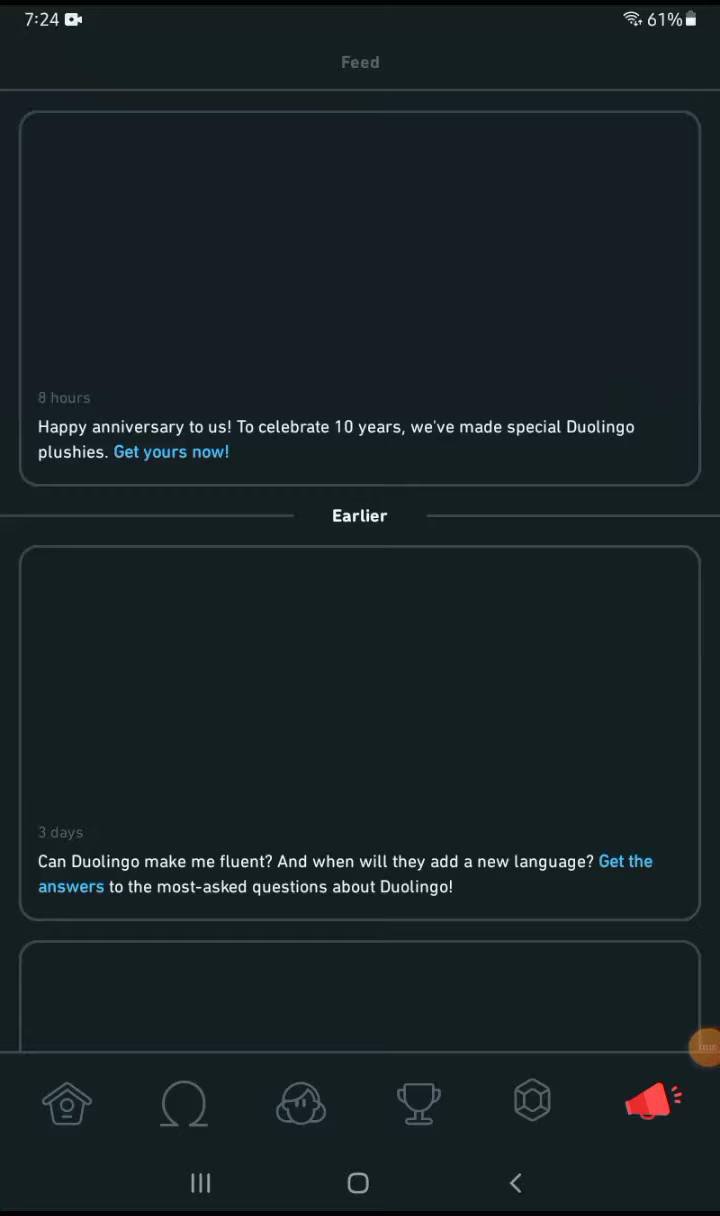 7:24
61%
Feed
8 hours
Happy anniversary to us! To celebrate 10 years, we've made special Duolingo
plushies. Get yours now!
Earlier
3 days
Can Duolingo make me fluent? And when will they add a new language? Get the
answers to the most-asked questions about Duolingo!